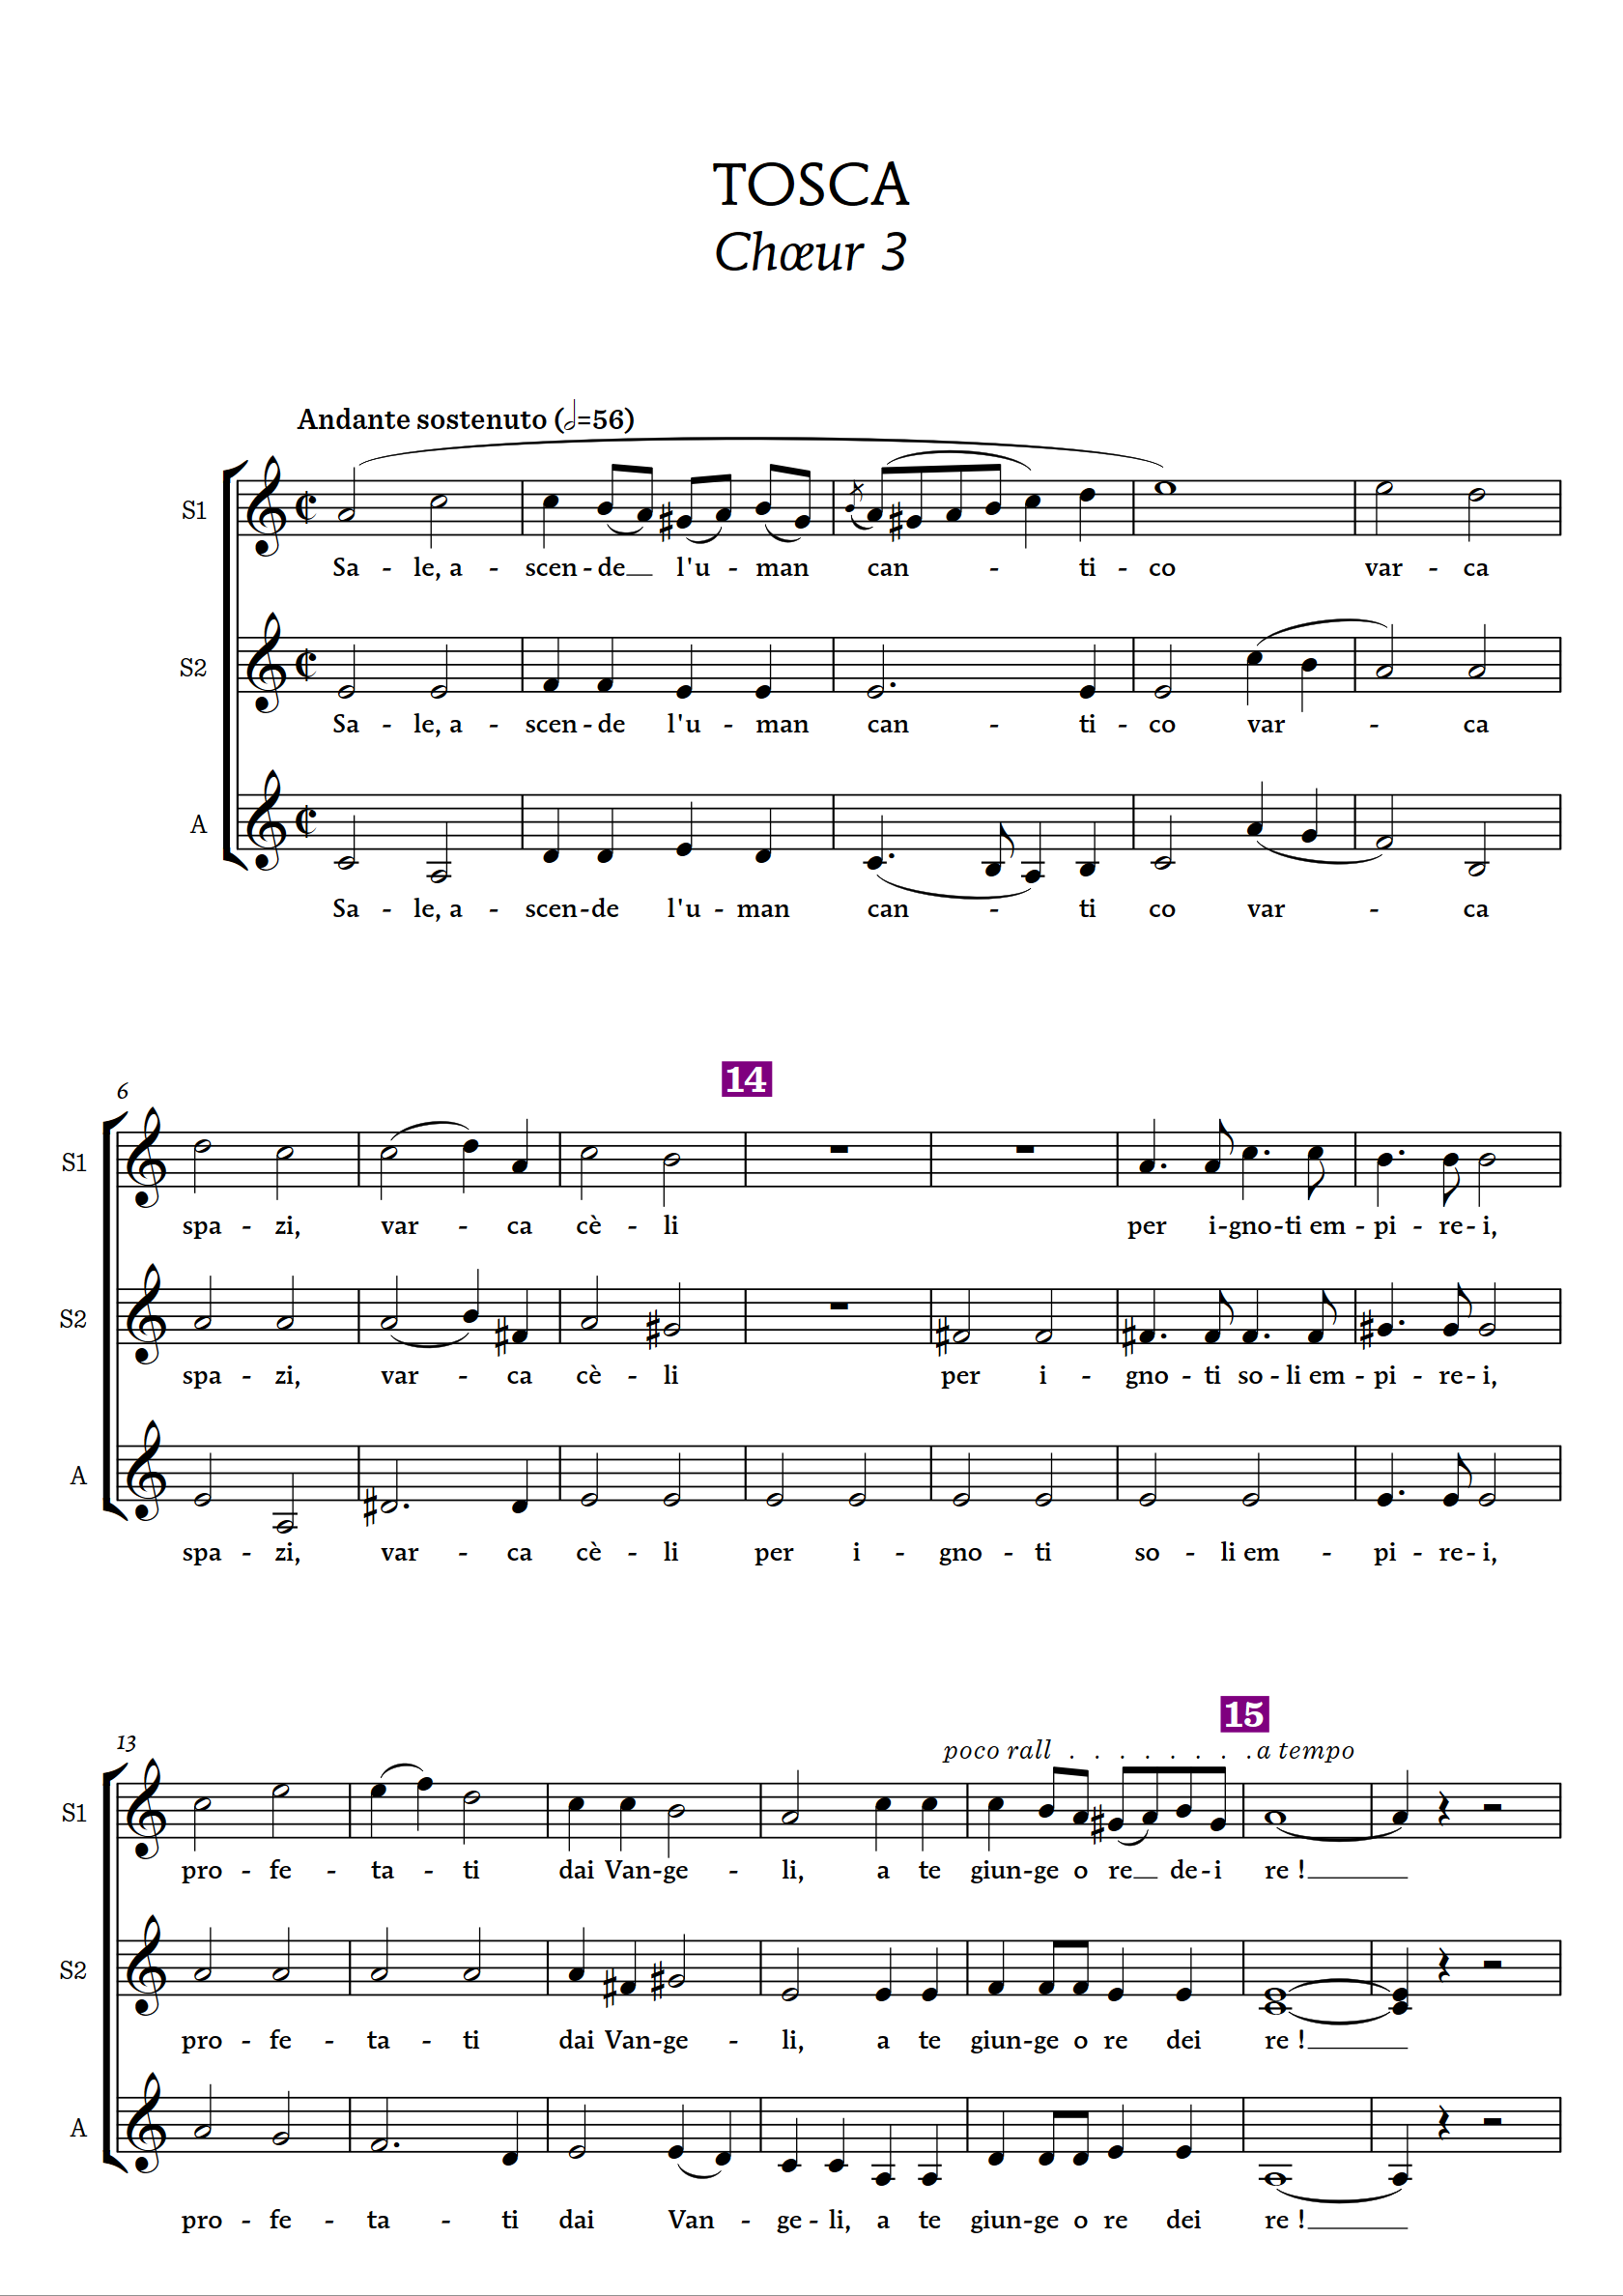 TOSCA
Chœur 3
Andante sostenuto (𝅗𝅥=56)
S1
Sa - le, a - scen - de l'u - man can - ti - co var - ca
S2
Sa - le, a - scen - de l'u - man can - ti - co var - ca
A
Sa - le, a - scen - de l'u - man can - ti co var - ca
14
6
S1
spa - zi, var - ca cè - li per i - gno - ti em - pi - re - i,
S2
spa - zi, var - ca cè - li per i - gno - ti so - li em - pi - re - i,
A
spa - zi, var - ca cè - li per i - gno - ti so - li em - pi - re - i,
15
13
poco rall . . . . . . . . a tempo
S1
pro - fe - ta - ti dai Van - ge - li, a te giun - ge o re de - i re !
S2
pro - fe - ta - ti dai Van - ge - li, a te giun - ge o re dei re !
A
pro - fe - ta - ti dai Van - ge - li, a te giun - ge o re dei re !